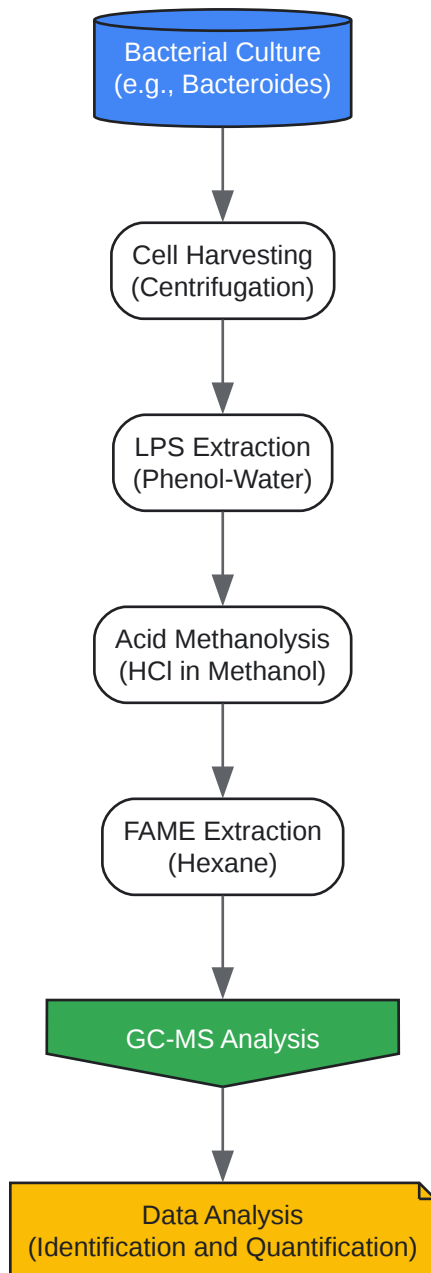 Bacterial Culture
(e.g., Bacteroides)
Cell Harvesting
(Centrifugation)
LPS Extraction
(Phenol-Water)
Acid Methanolysis
(HCl in Methanol)
FAME Extraction
(Hexane)
GC-MS Analysis
Data Analysis
(Identification and Quantification)